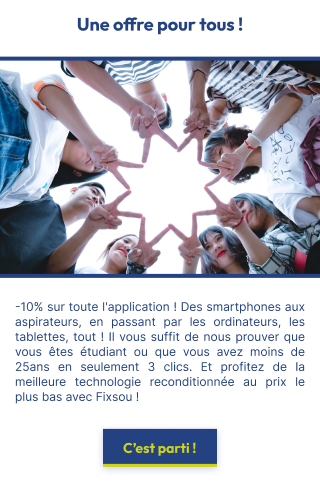 Une offre pour tous !
-10% sur toute l'application ! Des smartphones aux
aspirateurs, en passant par les ordinateurs, les
tablettes, tout ! Il vous suffit de nous prouver que
vous êtes étudiant ou que vous avez moins de
25ans en seulement 3 clics. Et profitez de la
meilleure technologie reconditionnée au prix le
plus bas avec Fixsou !
C'est parti !